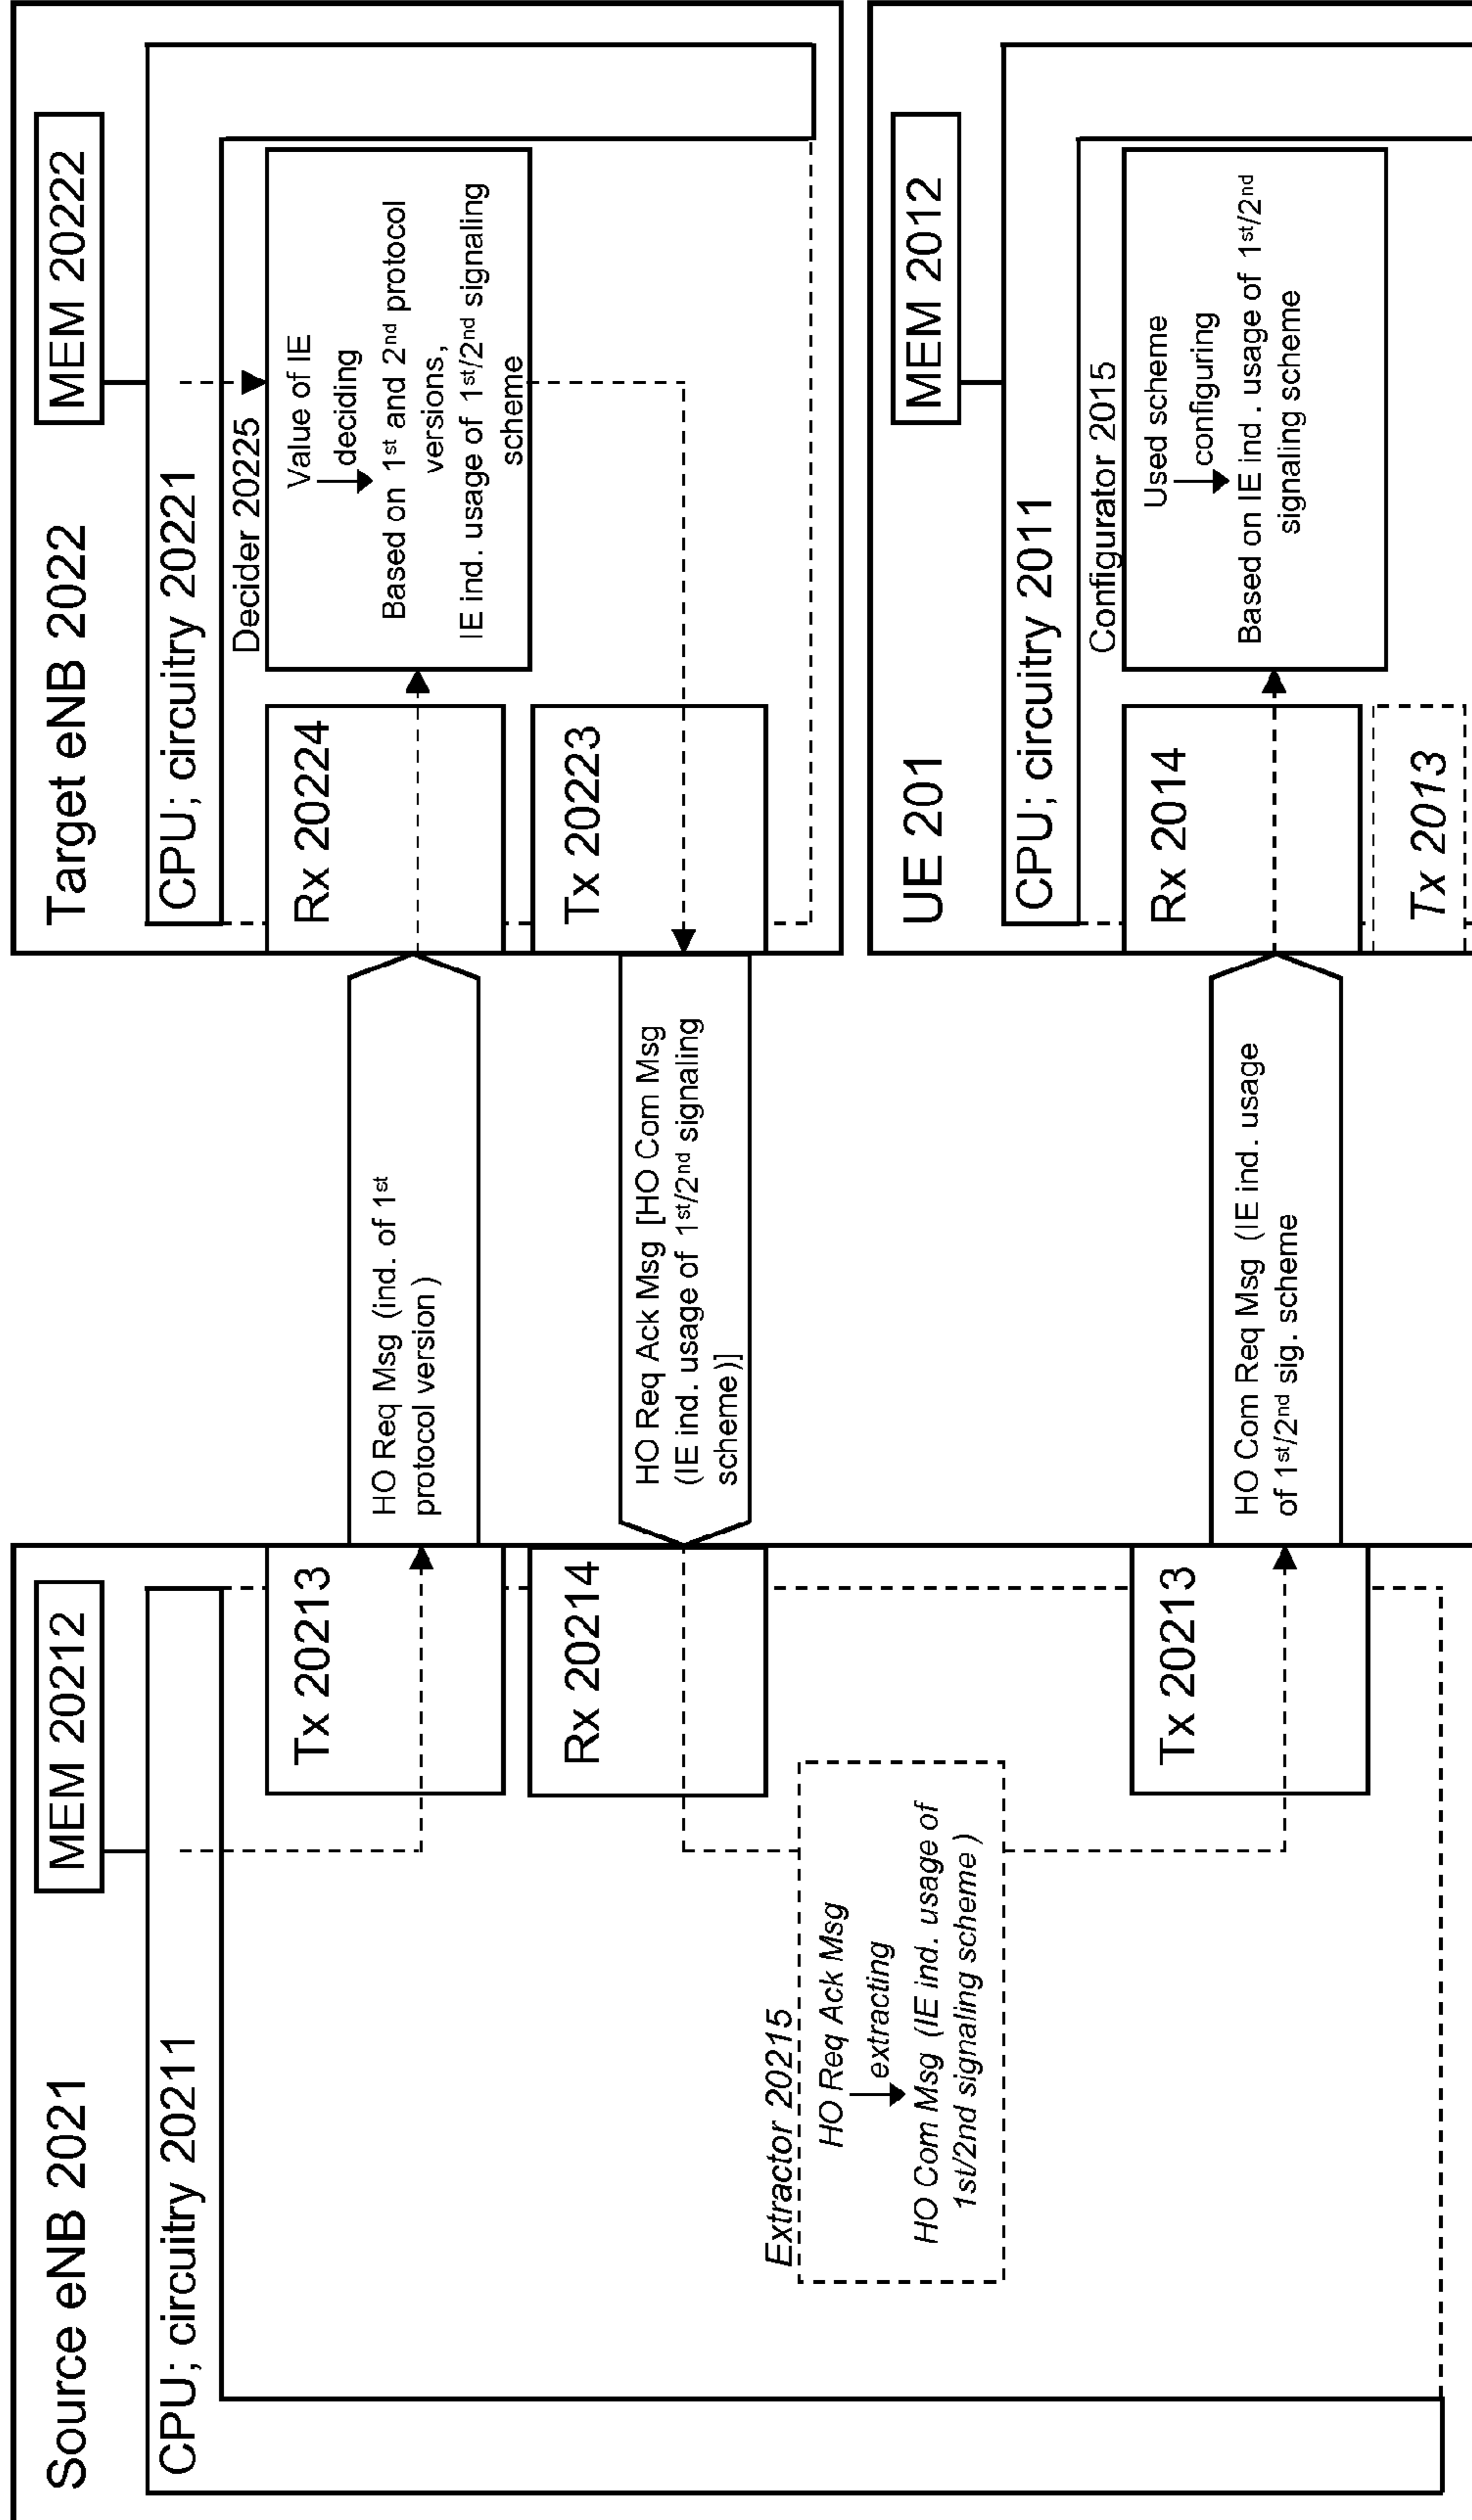 Source eNB 2021
MEM 20212
CPU; circuitry 20211
Tx 20213
Rx 20214
Extractor 20215
HO Req Ack Msg
extracting
HO Com Msg (IE ind. usage of
1st/2nd signaling scheme )
Tx 20213
HO Req Msg (ind. of 1st
protocol version )
HO Req Ack Msg [HO Com Msg
(IE ind. usage of 1st/2nd signaling
scheme )]
HO Com Req Msg (IE ind. usage
of 1st/2nd sig. scheme
Target eNB 2022
MEM 20222
CPU; circuitry 20221
Decider 20225
Rx 20224
Value of IE
deciding
Based on 1st and 2nd protocol
versions,
IE ind. usage of 1st/2nd signaling
scheme
Tx 20223
UE 201
MEM 2012
CPU; circuitry 2011
Configurator 2015
Rx 2014
Used scheme
configuring
Based on IE ind. usage of 1st/2nd
signaling scheme
Tx 2013